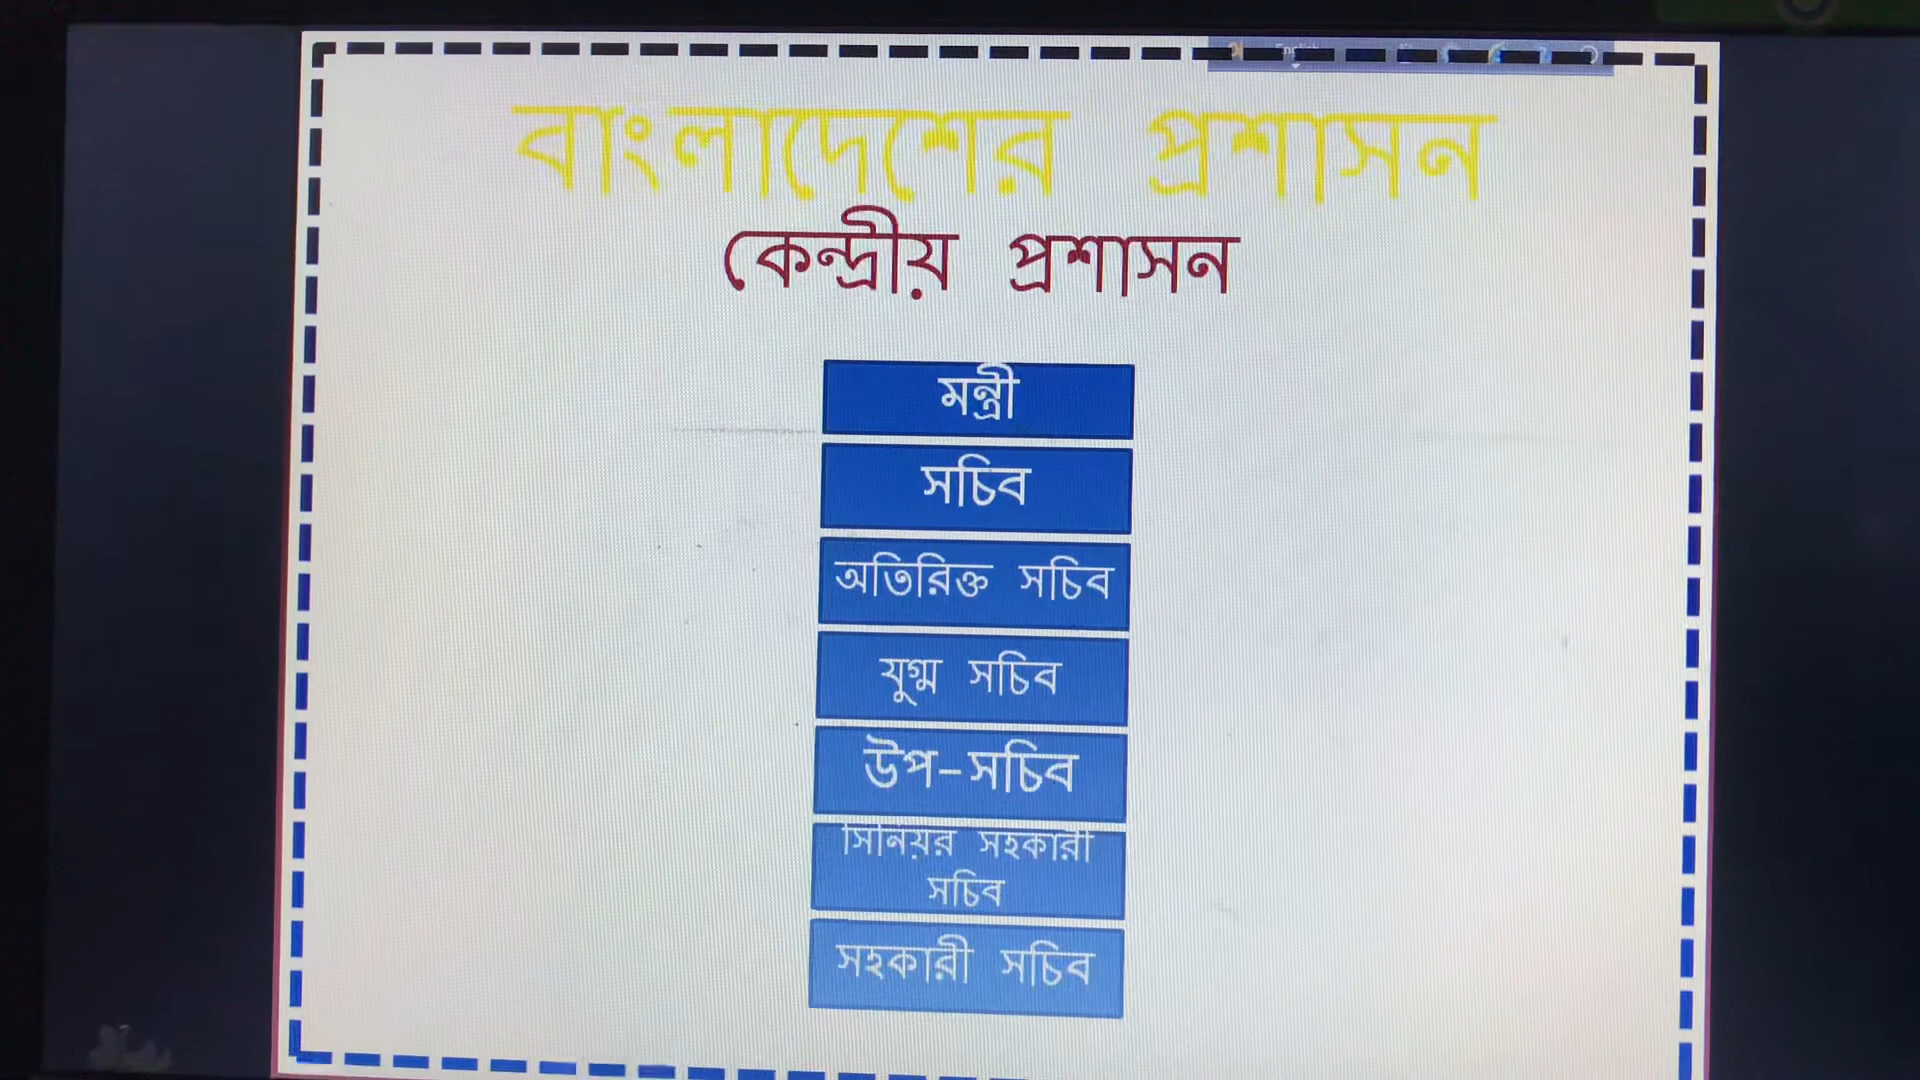 বাংলাদেশের প্রশাসন
কেন্দ্রীয় প্রশাসন
মন্ত্রী
সচিব
অতিরিক্ত সচিব
যুগ্ম সচিব
উপ-সচিব
সিনিয়র সহকারী
সচিব
সহকারী সচিব